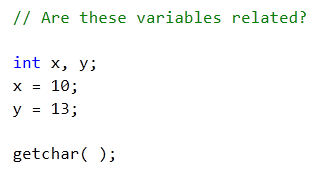 // Are these variables related?
int x, y;
x = 10;
y = 13;
getchar( );